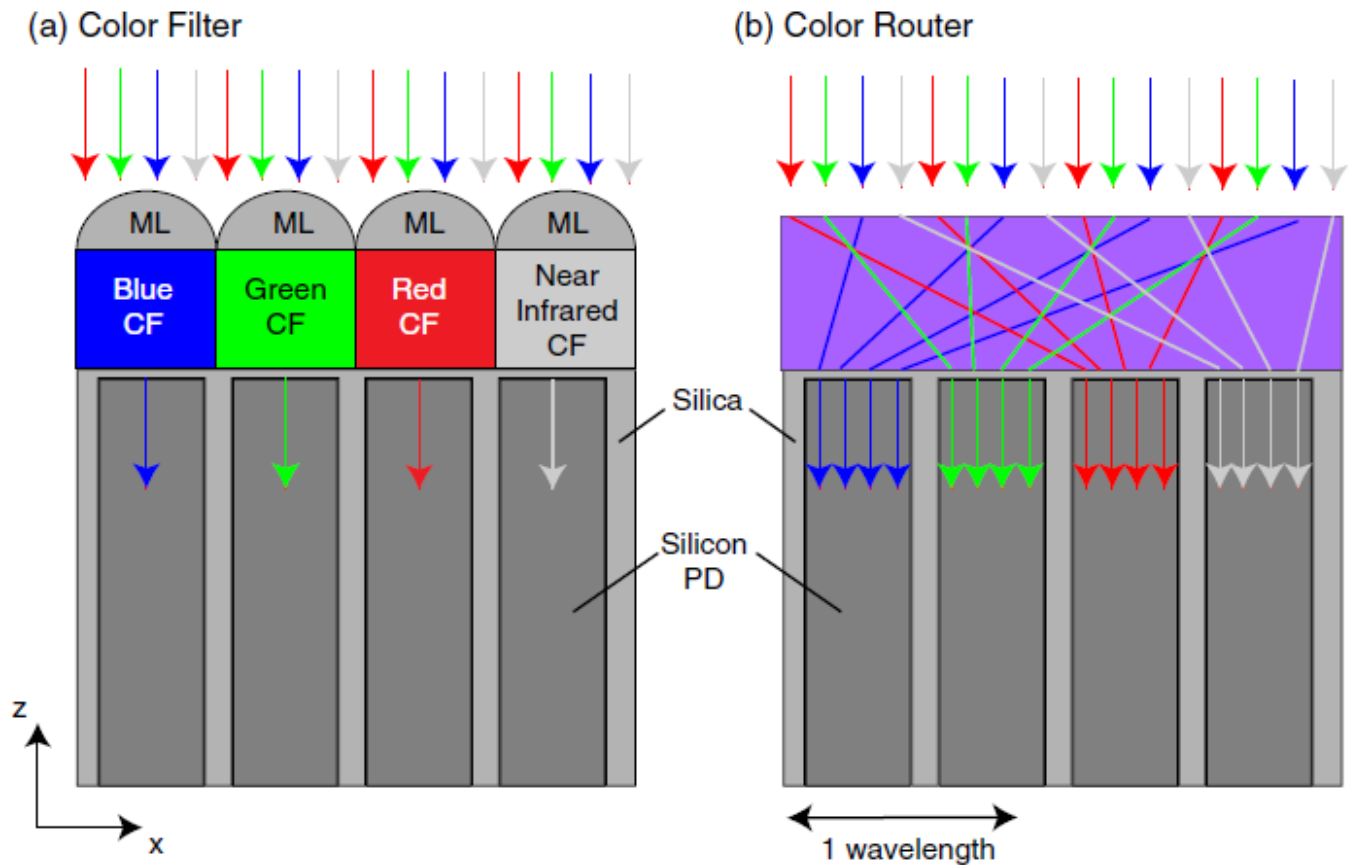 (a) Color Filter
(b) Color Router
ML ML ML ML
Blue
CF
Green
CF
Red
CF
Near
Infrared
CF
Silica
Silicon
PD
z
x
1 wavelength